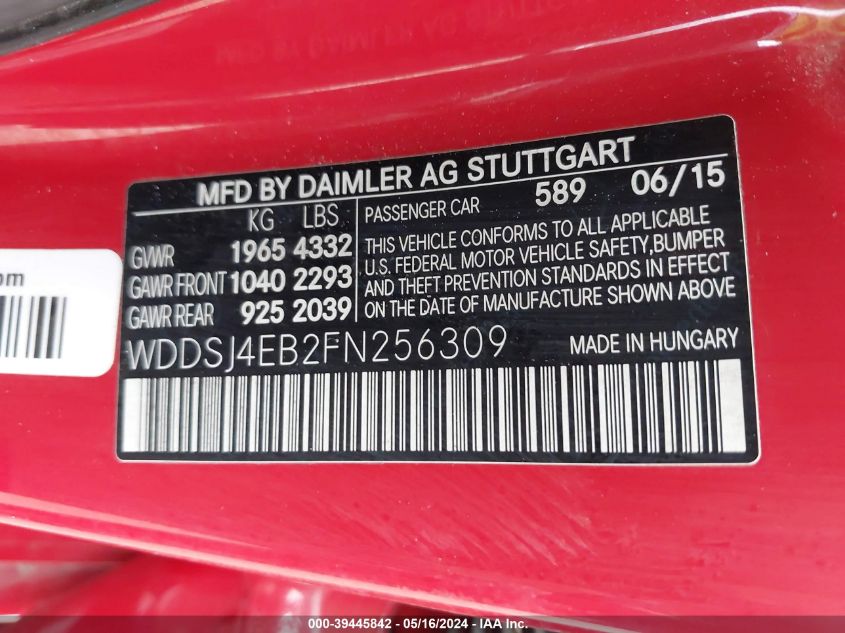 MFD BY DAIMLER AG STUTTGART
KG LBS
GVWR 1965 4332
GAWR FRONT 1040 2293
GAWR REAR 925 2039
PASSENGER CAR 589 06/15
THIS VEHICLE CONFORMS TO ALL APPLICABLE
U.S. FEDERAL MOTOR VEHICLE SAFETY, BUMPER
AND THEFT PREVENTION STANDARDS IN EFFECT
ON THE DATE OF MANUFACTURE SHOWN ABOVE
WDDSJ4EB2FN256309 MADE IN HUNGARY
000-39445842 - 05/16/2024 - IAA Inc.